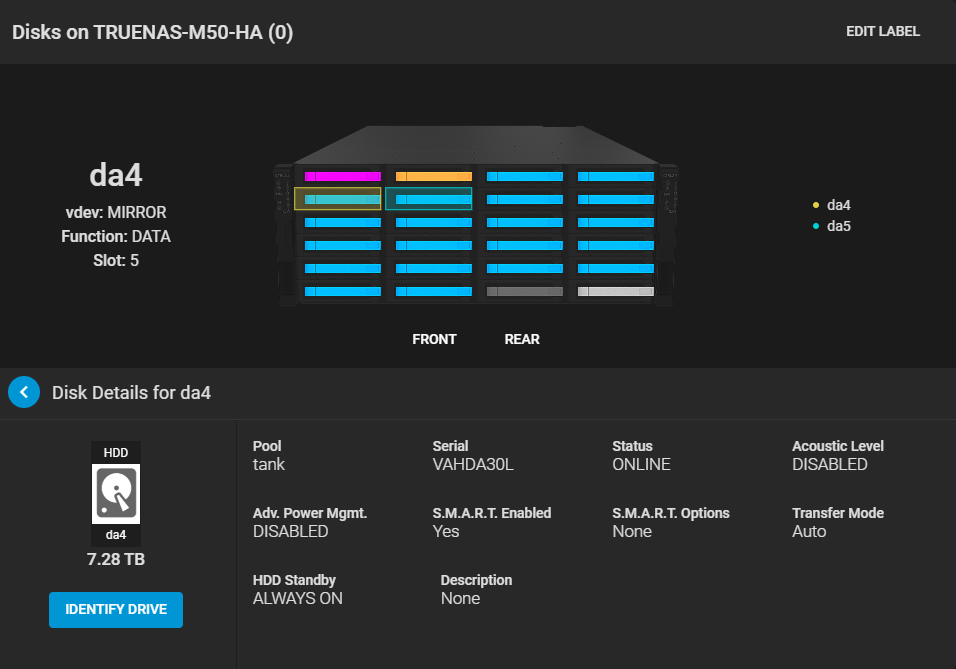 Disks on TRUENAS-M50-HA (0)
EDIT LABEL
da4
vdev: MIRROR
Function: DATA
Slot: 5
da4
da5
FRONT
REAR
Disk Details for da4
HDD
da4
7.28 TB
IDENTIFY DRIVE
Pool
tank
Serial
VAHDA30L
Status
ONLINE
Acoustic Level
DISABLED
Adv. Power Mgmt.
DISABLED
S.M.A.R.T. Enabled
Yes
S.M.A.R.T. Options
None
Transfer Mode
Auto
HDD Standby
ALWAYS ON
Description
None